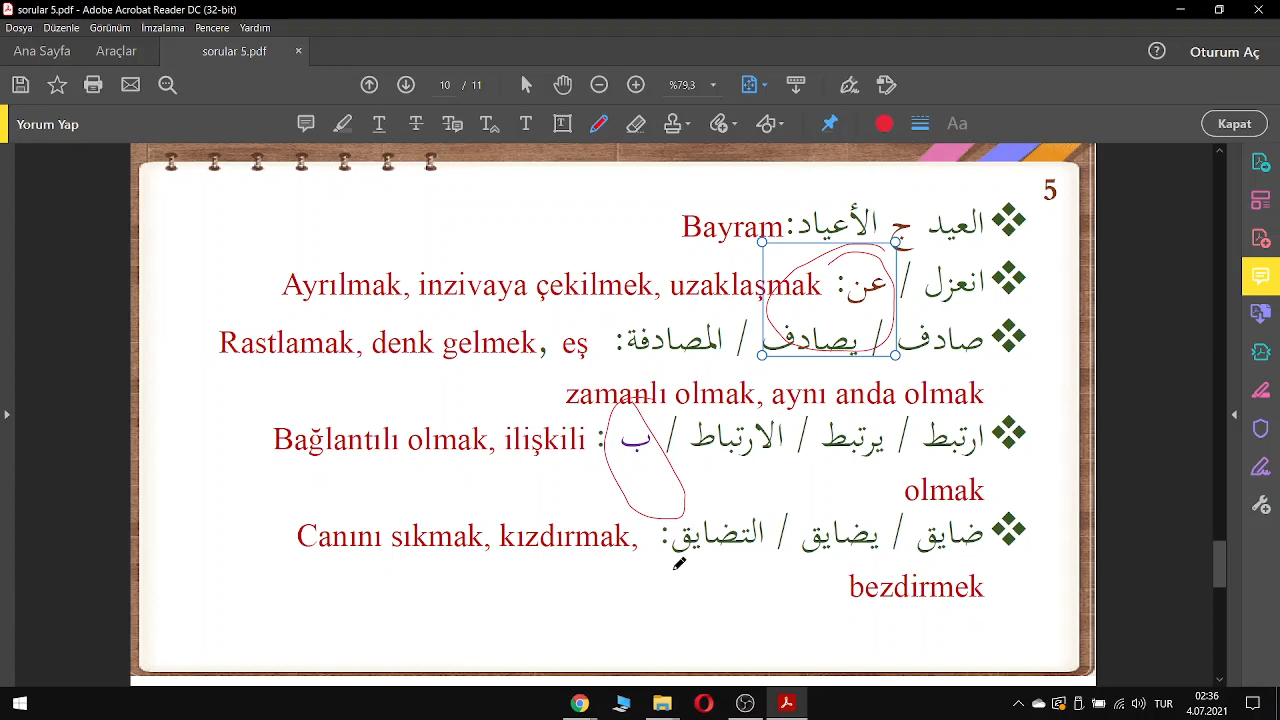 sorular 5.pdf - Adobe Acrobat Reader DC (32-bit)
Dosya Düzenle Görünüm İmzalama Pencere Yardım
Ana Sayfa Araçlar sorular 5.pdf × Oturum Aç
10 / 11 %79,3
Yorum Yap Aa Kapat
5
العيد ج الأعياد: Bayram
انعزل / عن: Ayrılmak, inzivaya çekilmek, uzaklaşmak
صادف / يصادف / المصادفة: Rastlamak, denk gelmek, eş
zamanlı olmak, aynı anda olmak
ارتبط / يرتبط / الارتباط / ب : Bağlantılı olmak, ilişkili
olmak
ضايق / يضايق / التضايق: Canını sıkmak, kızdırmak,
bezdirmek
TUR 02:36
4.07.2021